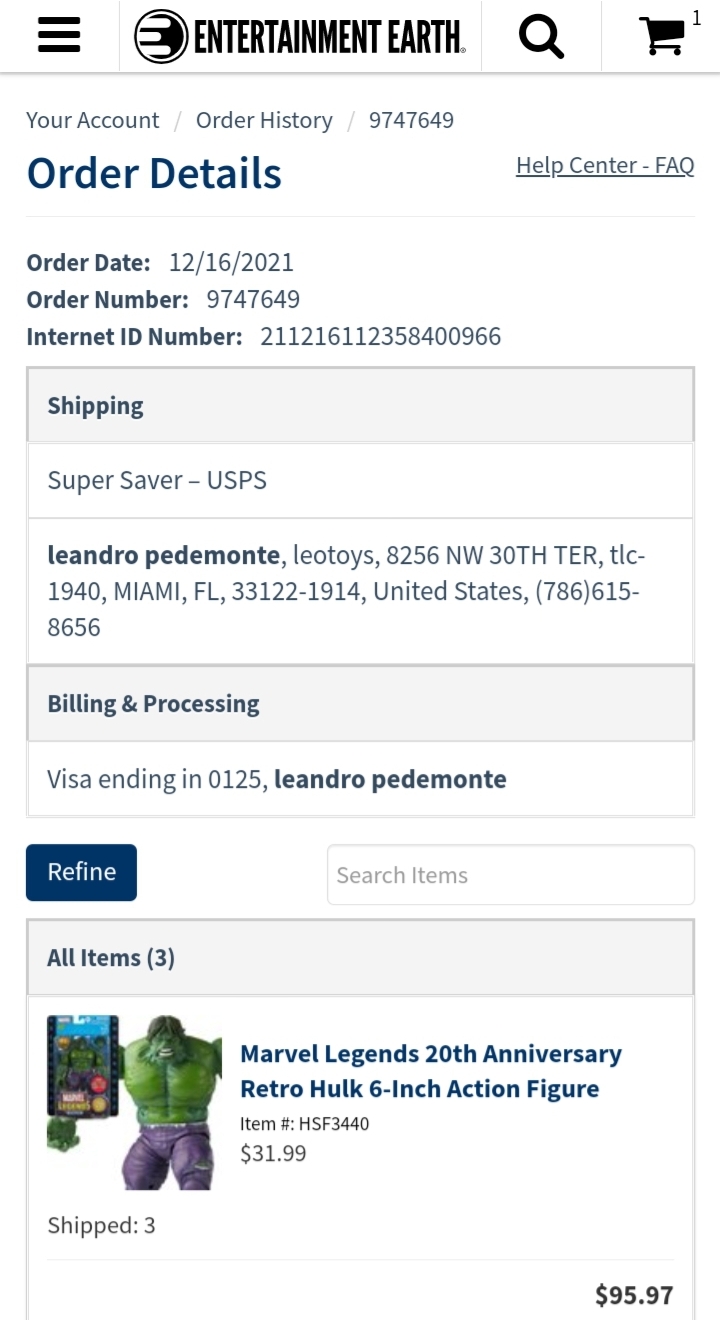 ENTERTAINMENT EARTH
1
Your Account / Order History / 9747649
Order Details
Help Center - FAQ
Order Date: 12/16/2021
Order Number: 9747649
Internet ID Number: 211216112358400966
Shipping
Super Saver – USPS
leandro pedemonte, leotoys, 8256 NW 30TH TER, tlc-
1940, MIAMI, FL, 33122-1914, United States, (786)615-
8656
Billing & Processing
Visa ending in 0125, leandro pedemonte
Refine
Search Items
All Items (3)
MARVEL
LEGENDS
Marvel Legends 20th Anniversary
Retro Hulk 6-Inch Action Figure
Item #: HSF3440
$31.99
Shipped: 3
$95.97